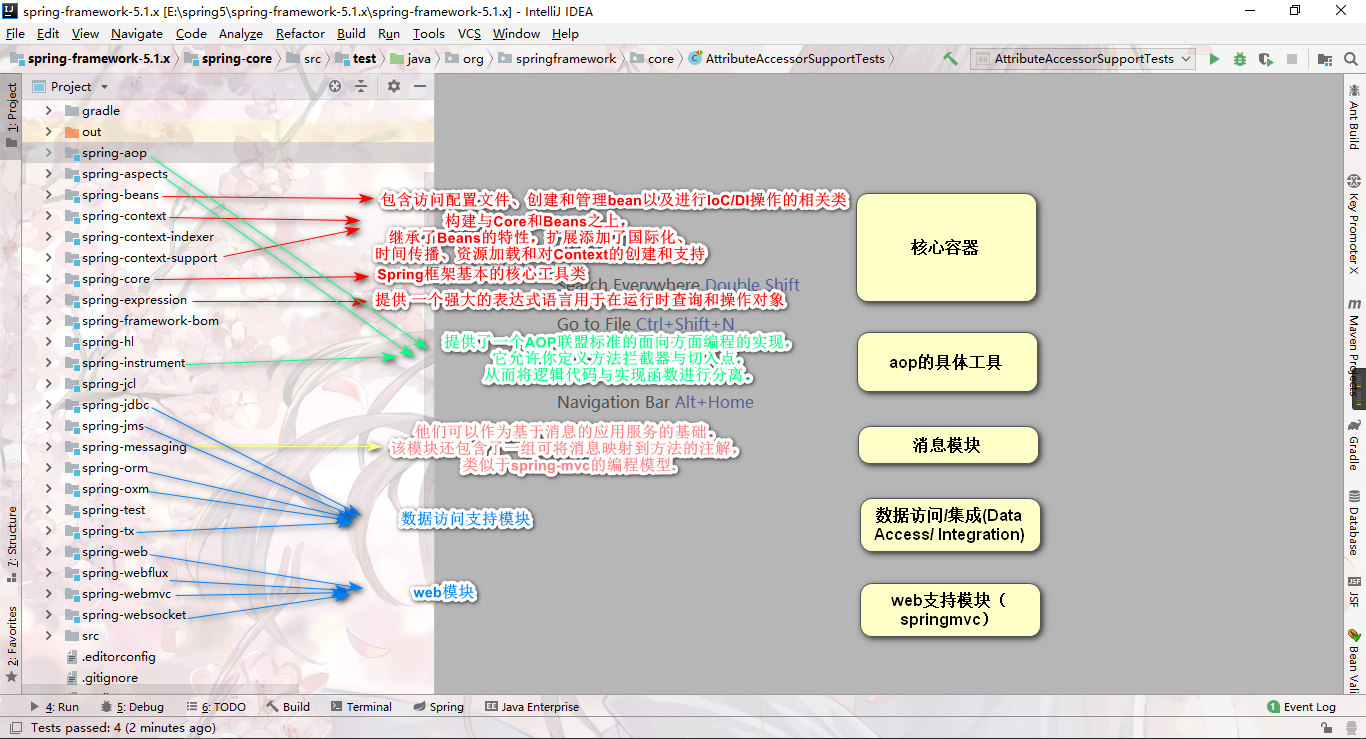 spring-framework-5.1.x [E:\spring5\spring-framework-5.1.x\spring-framework-5.1.x] - IntelliJ IDEA
File Edit View Navigate Code Analyze Refactor Build Run Tools VCS Window Help
spring-framework-5.1.x spring-core src test java org springframework core AttributeAccessorSupportTests AttributeAccessorSupportTests
1: Project
7: Structure
2: Favorites
Project
gradle
out
spring-aop
spring-aspects
spring-beans
spring-context
spring-context-indexer
spring-context-support
spring-core
spring-expression
spring-framework-bom
spring-hl
spring-instrument
spring-jcl
spring-jdbc
spring-jms
spring-messaging
spring-orm
spring-oxm
spring-test
spring-tx
spring-web
spring-webflux
spring-webmvc
spring-websocket
src
.editorconfig
.gitignore
包含访问配置文件、创建和管理bean以及进行IoC/DI操作的相关类
构建与Core和Beans之上,
继承了Beans的特性，扩展添加了国际化、
时间传播、资源加载和对Context的创建和支持
Spring框架基本的核心工具类
Search Everywhere Double Shift
提供一个强大的表达式语言用于在运行时查询和操作对象
Go to File Ctrl+Shift+N
提供了一个AOP联盟标准的面向方面编程的实现,
它允许你定义方法拦截器与切入点,
从而将逻辑代码与实现函数进行分离.
Navigation Bar Alt+Home
他们可以作为基于消息的应用服务的基础.
该模块还包含了一组可将消息映射到方法的注解,
类似于spring-mvc的编程模型.
数据访问支持模块
web模块
核心容器
aop的具体工具
消息模块
数据访问/集成(Data
Access/ Integration)
web支持模块（
springmvc）
Ant Build
Key Promoter X
Maven Projects
Gradle
Database
JSF
JSF
Bean Vali
4: Run 5: Debug 6: TODO Build Terminal Spring Java Enterprise 1 Event Log
Tests passed: 4 (2 minutes ago)